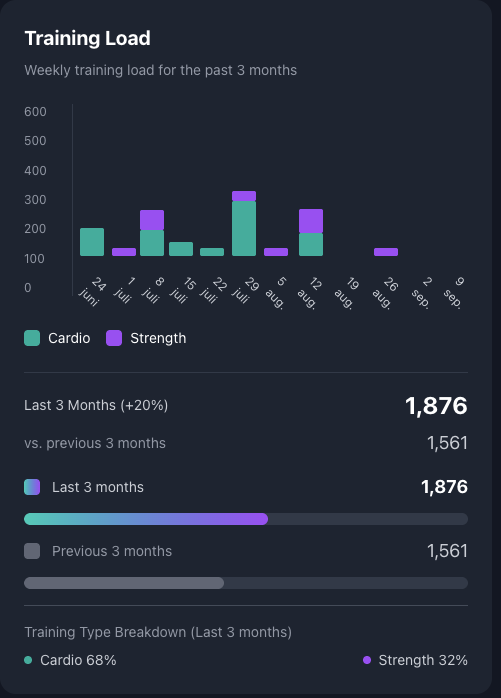 Training Load
Weekly training load for the past 3 months
600
500
400
300
200
100
0
24 juni
1 juli
8 juli
15 juli
22 juli
29 juli
5 aug.
12 aug.
19 aug.
26 aug.
2 sep.
9 sep.
Cardio Strength
Last 3 Months (+20%) 1,876
vs. previous 3 months 1,561
Last 3 months 1,876
Previous 3 months 1,561
Training Type Breakdown (Last 3 months)
Cardio 68% Strength 32%